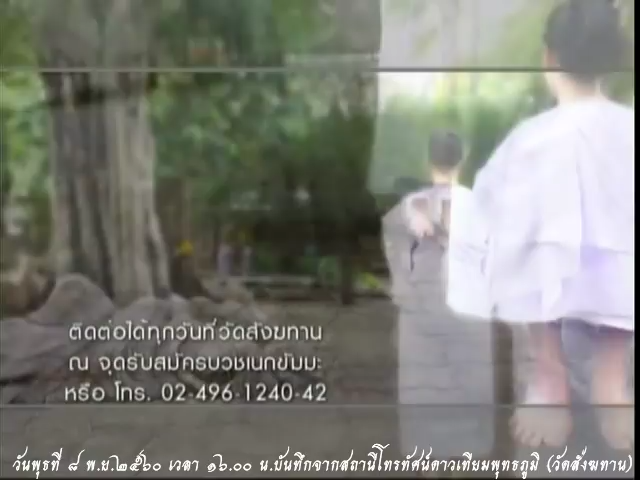 ติดต่อได้ทุกวันที่วัดสังฆทาน
ณ จุดรับสมัครบวชเนกขัมมะ
หรือ โทร. 02-496-1240-42
วันพุธที่ ๘ พ.ย.๒๕๖๐ เวลา ๑๖.๐๐ น.บันทึกจากสถานีโทรทัศน์ดาวเทียมพุทธภูมิ (วัดสังฆทาน)